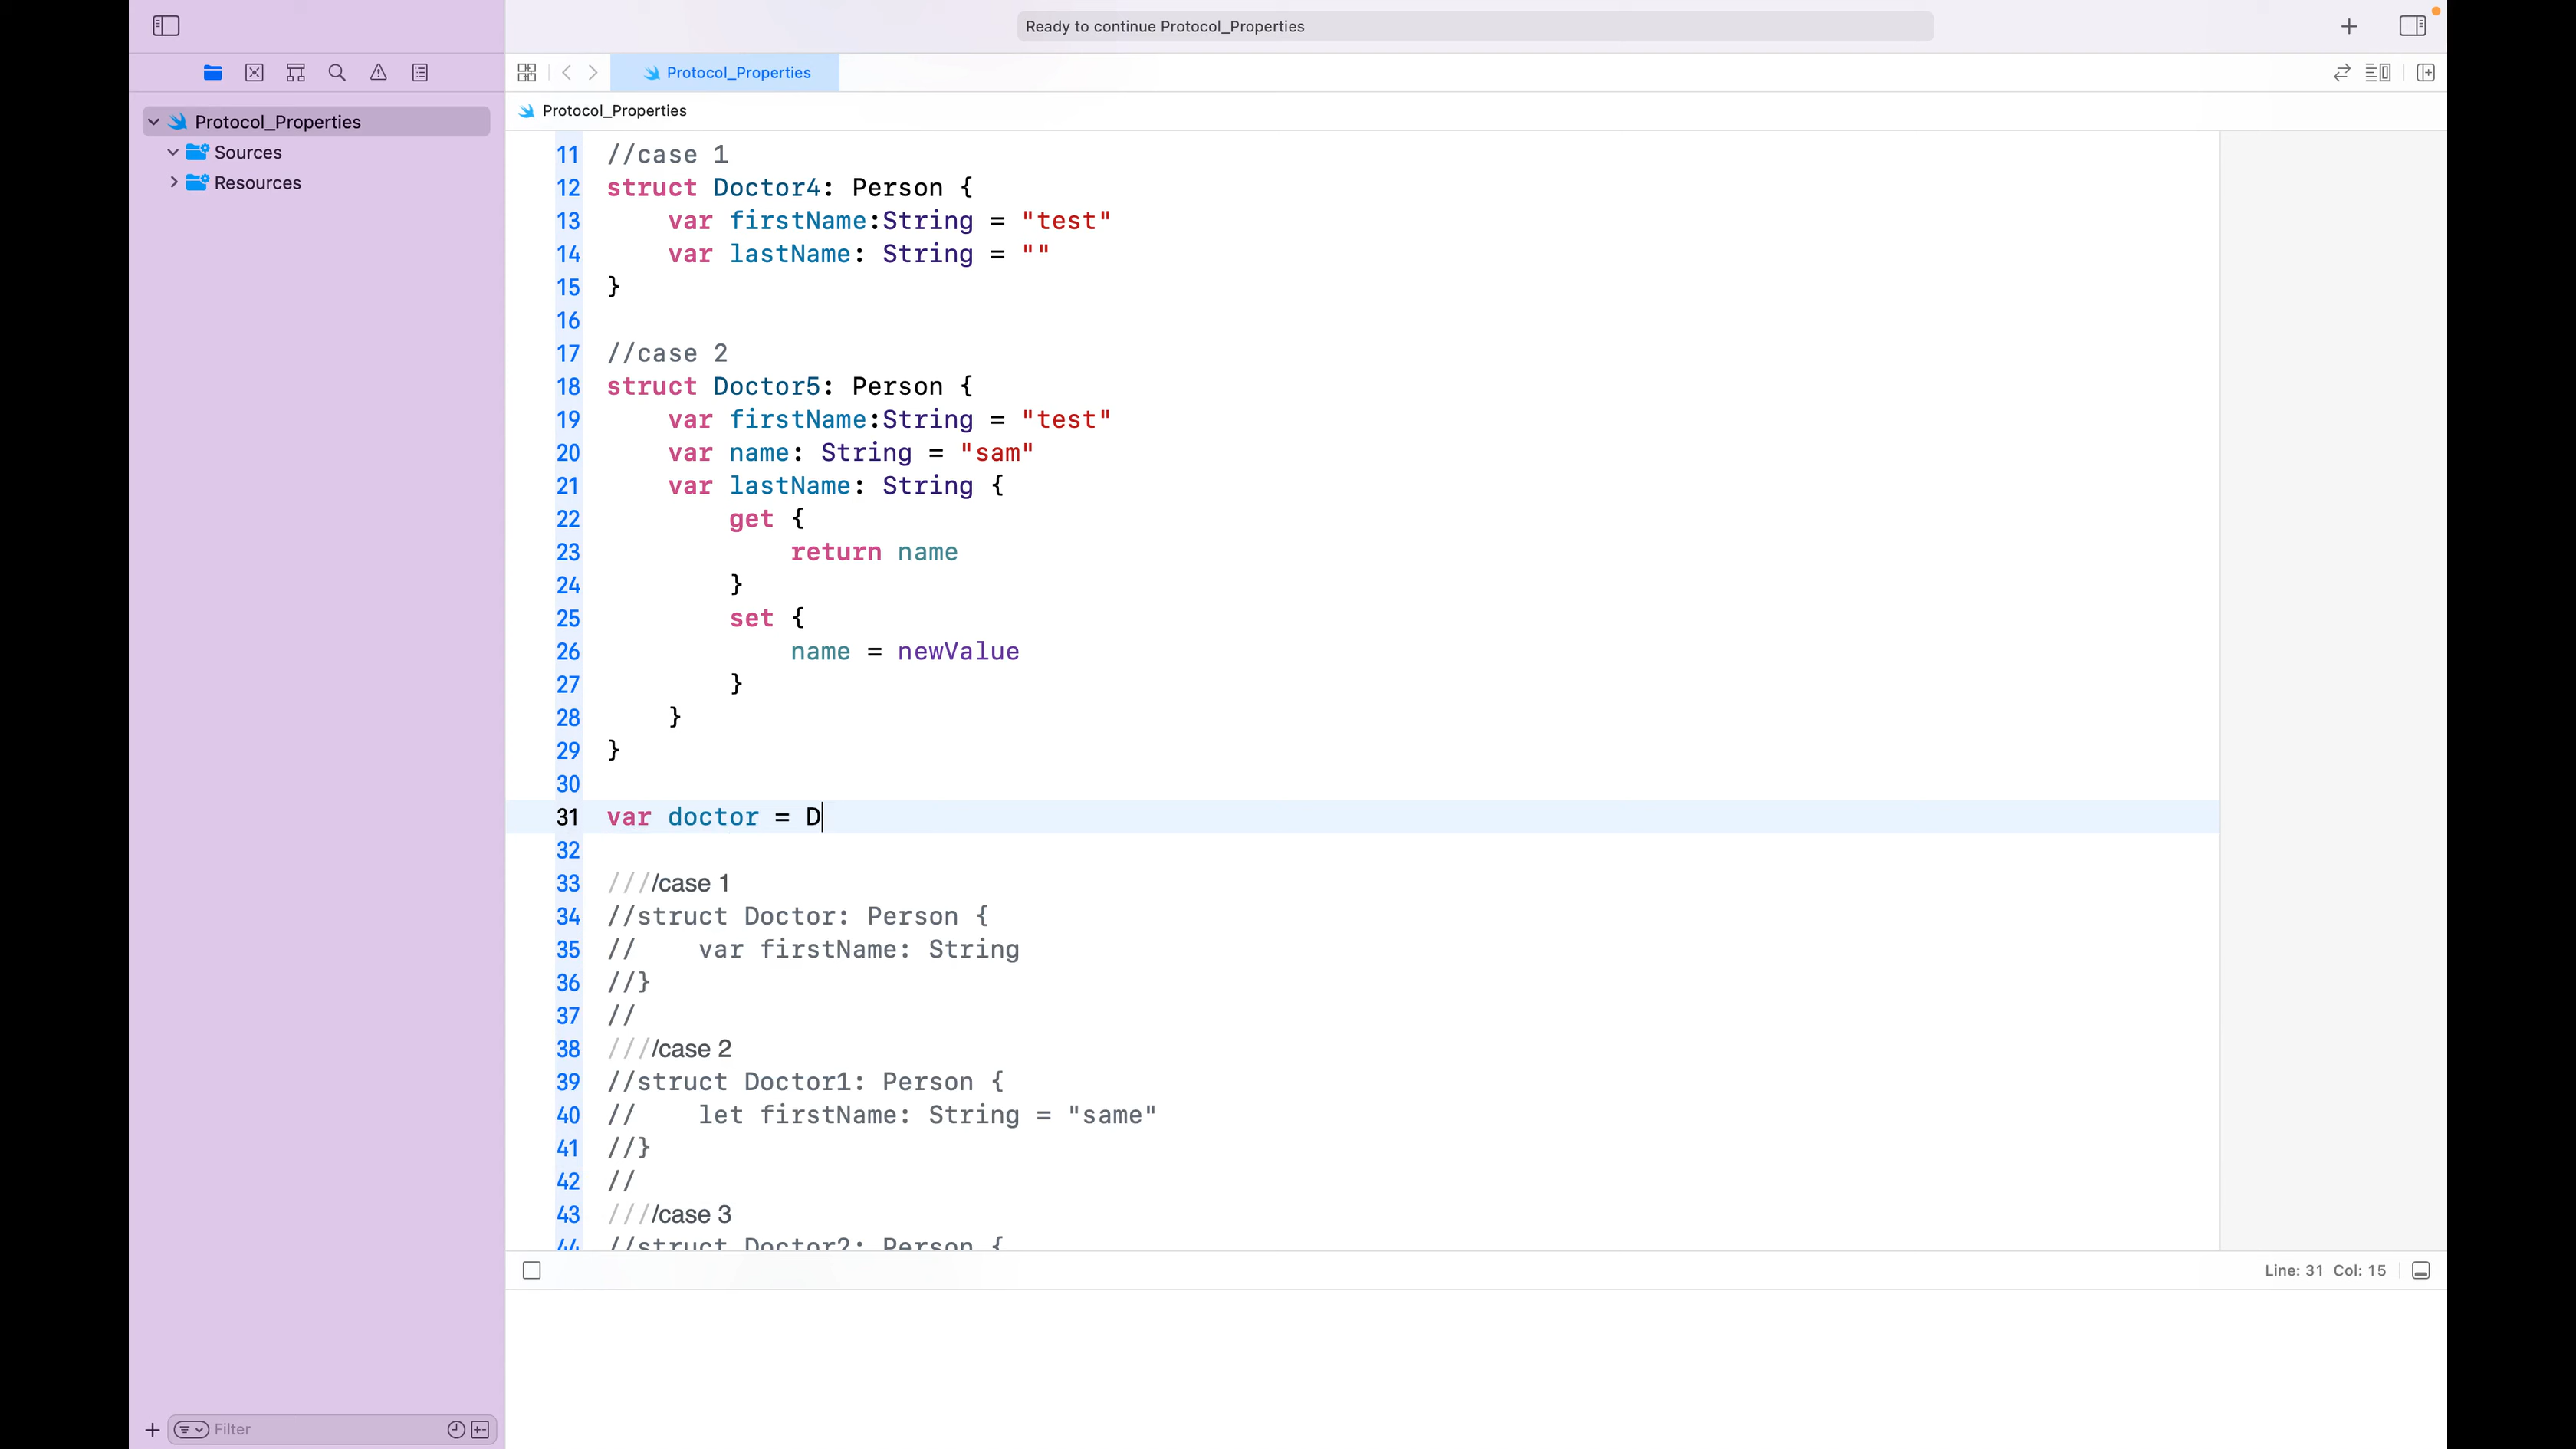 Ready to continue Protocol_Properties
Protocol_Properties
Protocol_Properties
Protocol_Properties
Sources
Resources
11 //case 1
12 struct Doctor4: Person {
13 var firstName:String = "test"
14 var lastName: String = ""
15 }
16
17 //case 2
18 struct Doctor5: Person {
19 var firstName:String = "test"
20 var name: String = "sam"
21 var lastName: String {
22 get {
23 return name
24 }
25 set {
26 name = newValue
27 }
28 }
29 }
30
31 var doctor = D
32
33 ////case 1
34 //struct Doctor: Person {
35 // var firstName: String
36 //}
37 //
38 ////case 2
39 //struct Doctor1: Person {
40 // let firstName: String = "same"
41 //}
42 //
43 ////case 3
44 //struct Doctor2: Person {
Line: 31 Col: 15
Filter